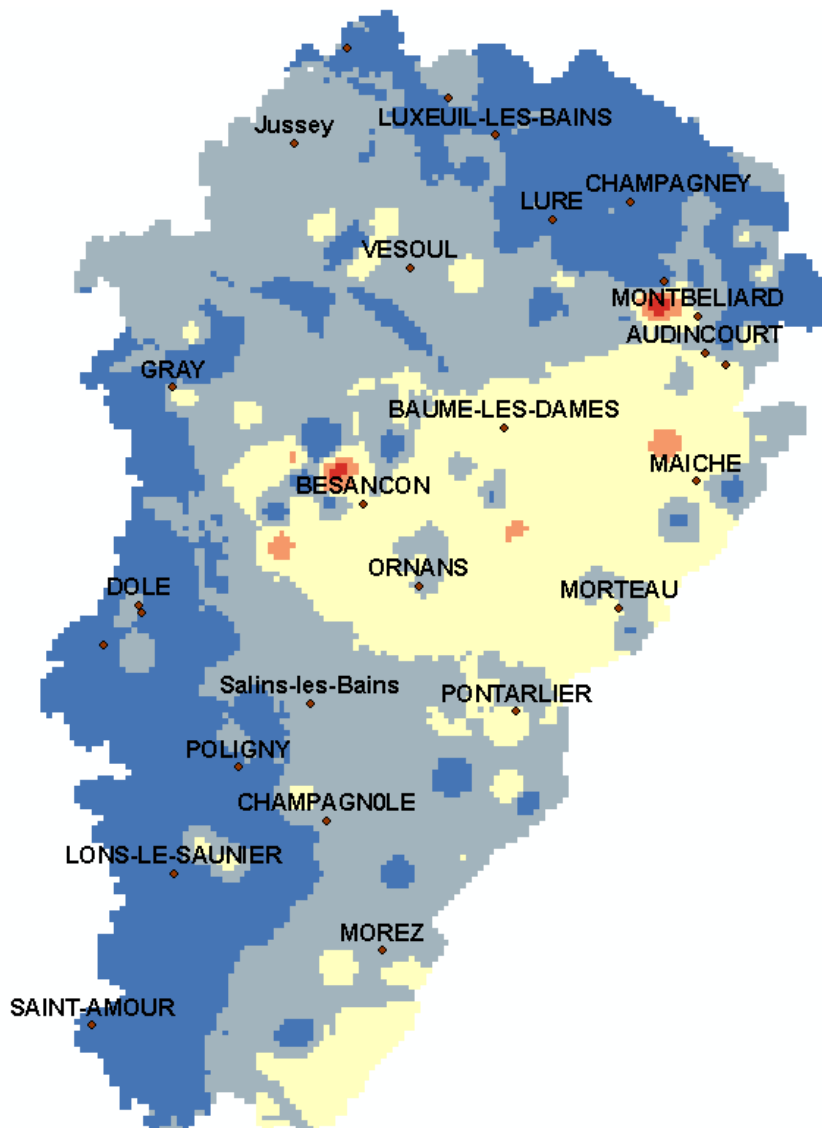 LUXEUIL-LES-BAINS
Jussey
CHAMPAGNEY
LURE
VESOUL
MONTBELIARD
AUDINCOURT
GRAY
BAUME-LES-DAMES
MAICHE
BESANCON
ORNANS
DOLE
MORTEAU
Salins-les-Bains
PONTARLIER
POLIGNY
CHAMPAGN0LE
LONS-LE-SAUNIER
MOREZ
SAINT-AMOUR